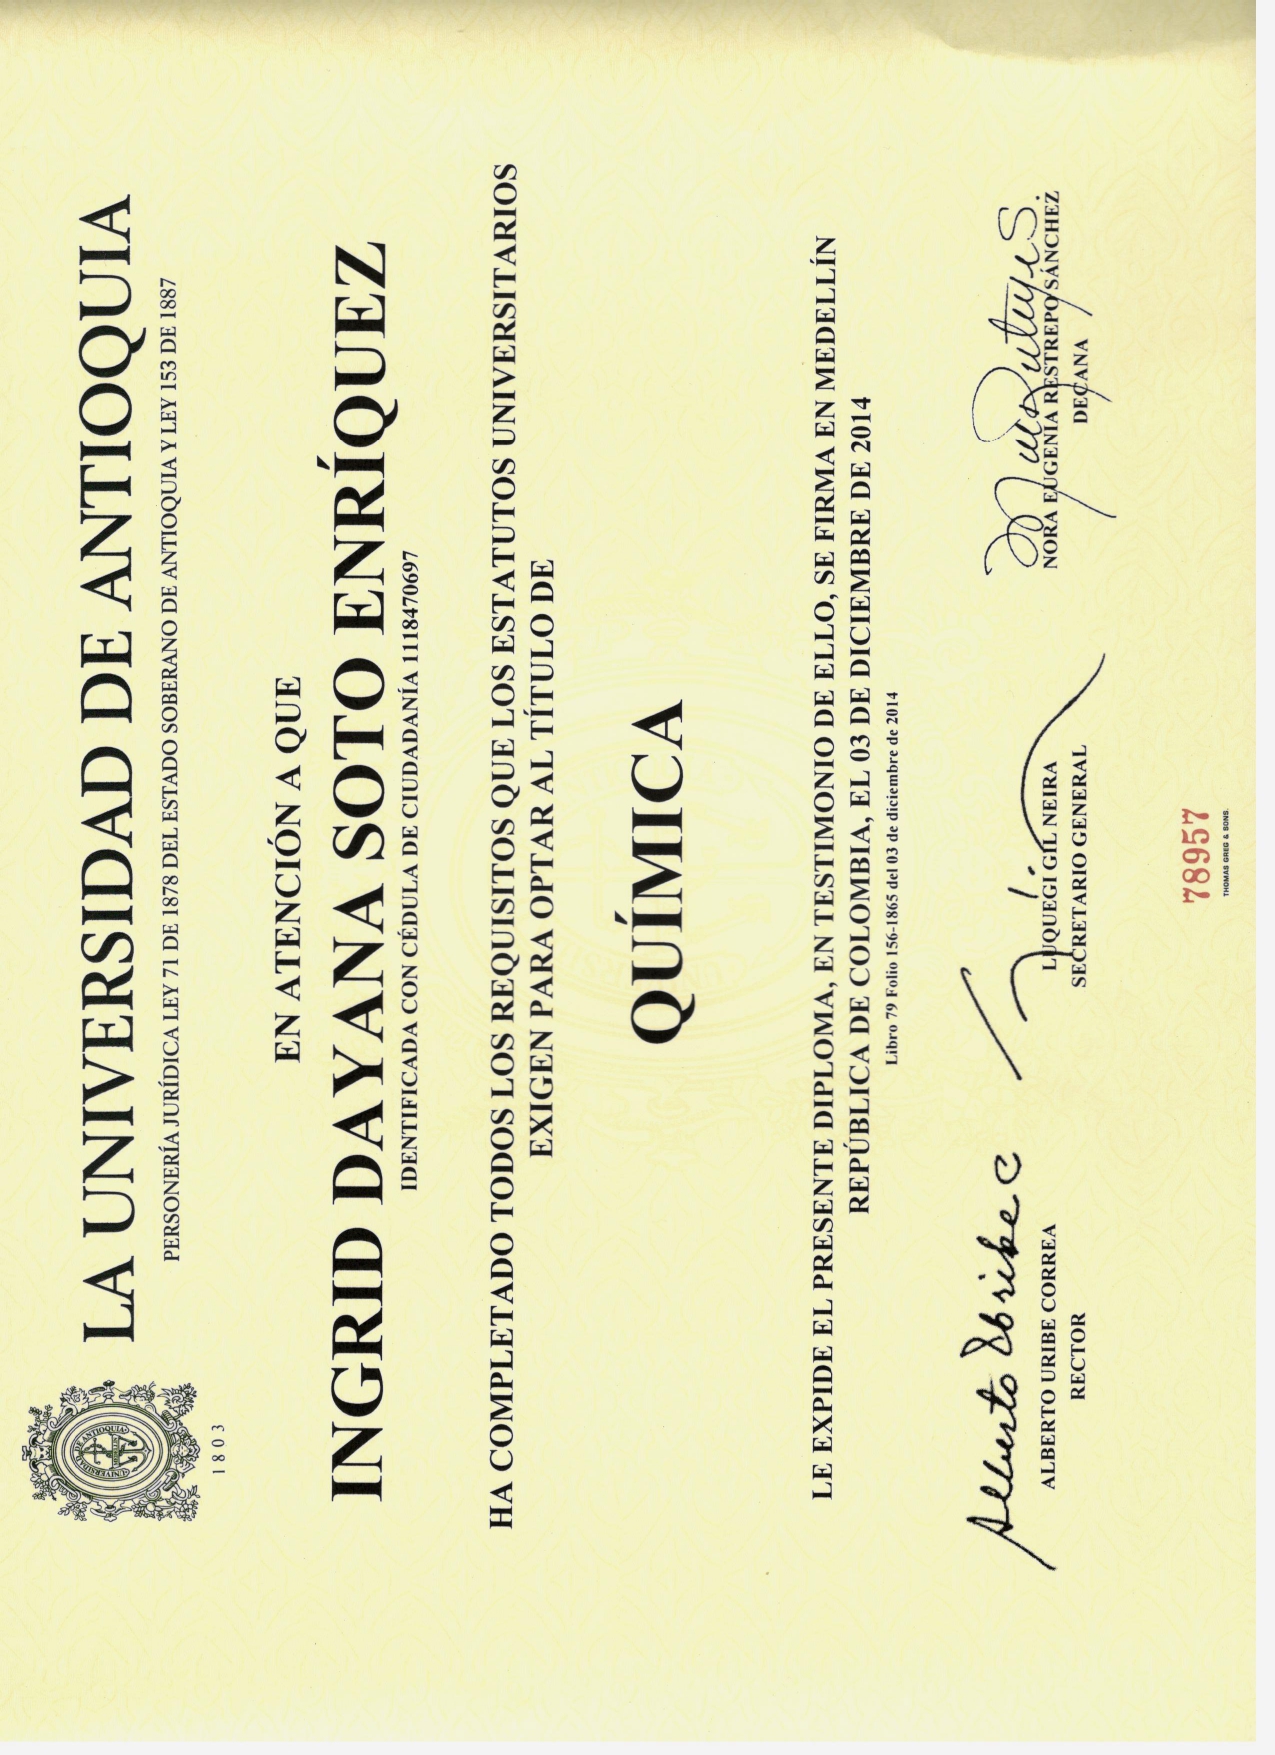 LA UNIVERSIDAD DE ANTIOQUIA
PERSONERÍA JURÍDICA LEY 71 DE 1878 DEL ESTADO SOBERANO DE ANTIOQUIA Y LEY 153 DE 1887
UNIVERSIDAD DE ANTIOQUIA
1803
EN ATENCIÓN A QUE
INGRID DAYANA SOTO ENRÍQUEZ
IDENTIFICADA CON CÉDULA DE CIUDADANÍA 1118470697
HA COMPLETADO TODOS LOS REQUISITOS QUE LOS ESTATUTOS UNIVERSITARIOS
EXIGEN PARA OPTAR AL TÍTULO DE
QUÍMICA
LE EXPIDE EL PRESENTE DIPLOMA, EN TESTIMONIO DE ELLO, SE FIRMA EN MEDELLÍN
REPÚBLICA DE COLOMBIA, EL 03 DE DICIEMBRE DE 2014
Libro 79 Folio 156-1865 del 03 de diciembre de 2014
Alberto Uribe C
ALBERTO URIBE CORREA
RECTOR
LUQUEGI GIL NEIRA
SECRETARIO GENERAL
NORA EUGENIA RESTREPO SÁNCHEZ
DECANA
78957
THOMAS GREG & SONS.